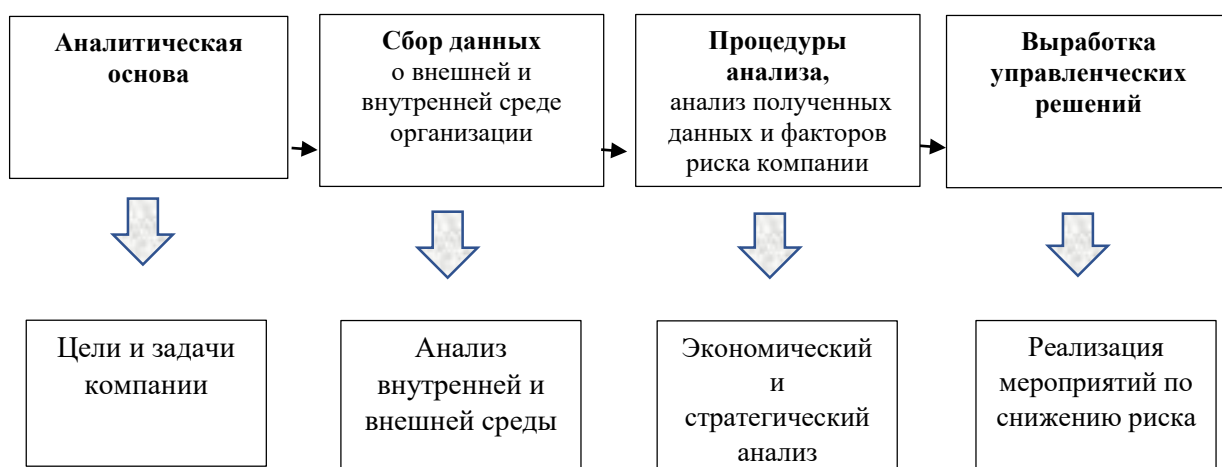 Аналитическая
основа
Сбор данных
о внешней и
внутренней среде
организации
Процедуры
анализа,
анализ полученных
данных и факторов
риска компании
Выработка
управленческих
решений
Цели и задачи
компании
Анализ
внутренней и
внешней среды
Экономический
и
стратегический
анализ
Реализация
мероприятий по
снижению риска